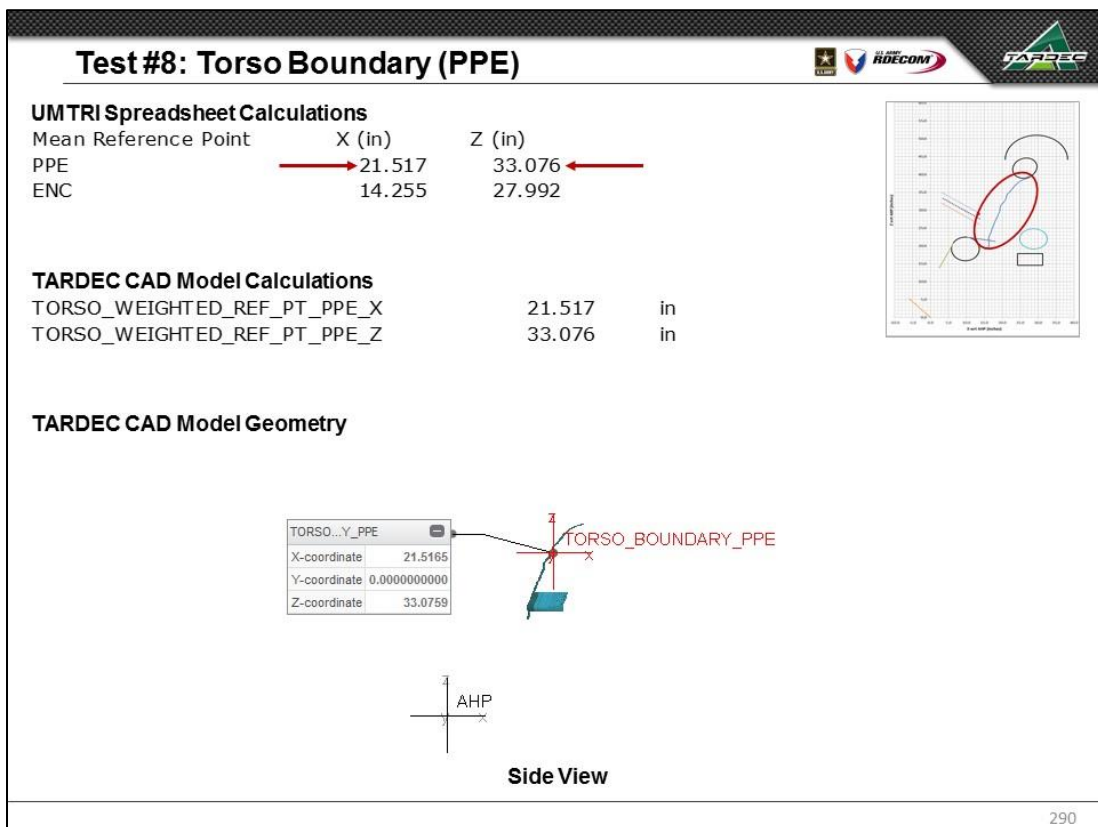 Test #8: Torso Boundary (PPE)
U.S. ARMY
U.S. ARMY
RDECOM
TARDEC
UMTRI Spreadsheet Calculations
Mean Reference Point X (in) Z (in)
PPE 21.517 33.076
ENC 14.255 27.992
TARDEC CAD Model Calculations
TORSO_WEIGHTED_REF_PT_PPE_X 21.517 in
TORSO_WEIGHTED_REF_PT_PPE_Z 33.076 in
TARDEC CAD Model Geometry
TORSO...Y_PPE
X-coordinate 21.5165
Y-coordinate 0.0000000000
Z-coordinate 33.0759
Z
TORSO_BOUNDARY_PPE
X
Z
AHP
Y X
Side View
290